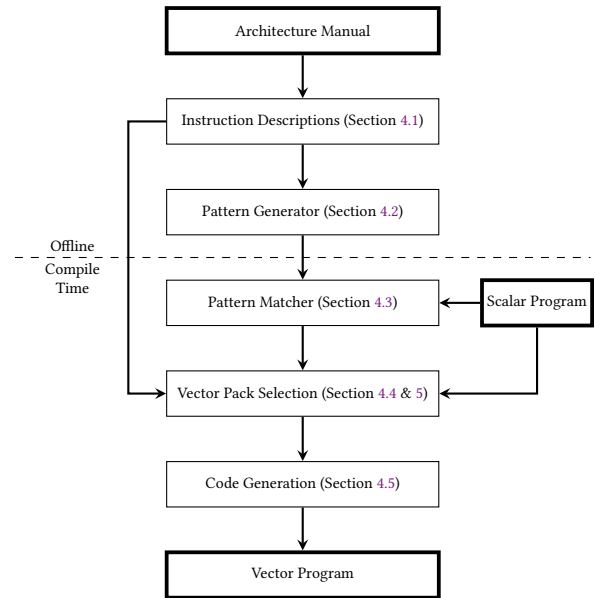 Architecture Manual
Instruction Descriptions (Section 4.1)
Pattern Generator (Section 4.2)
Offline
Compile
Time
Pattern Matcher (Section 4.3)
Scalar Program
Vector Pack Selection (Section 4.4 & 5)
Code Generation (Section 4.5)
Vector Program